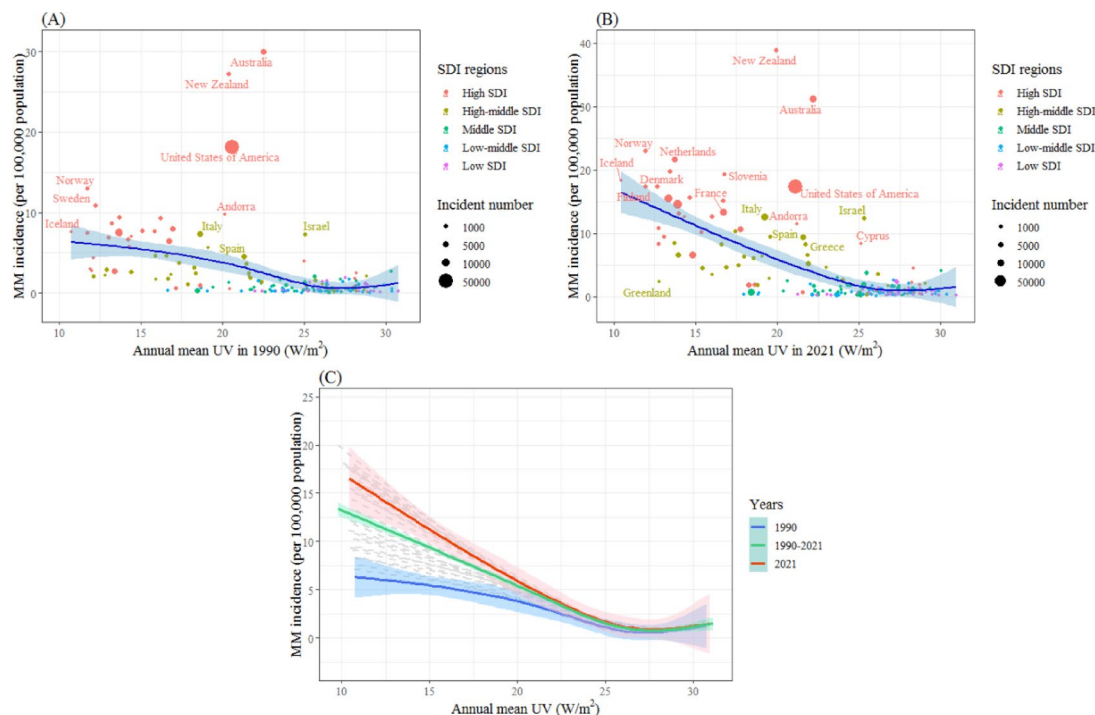 (A)
MM incidence (per 100,000 population)
30
20
10
0
Australia
New Zealand
United States of America
Norway
Sweden
Iceland
Andorra
Italy
Israel
Spain
10 15 20 25 30
Annual mean UV in 1990 (W/m²)
SDI regions
High SDI
High-middle SDI
Middle SDI
Low-middle SDI
Low SDI
Incident number
1000
5000
10000
50000
(B)
MM incidence (per 100,000 population)
40
30
20
10
0
New Zealand
Australia
Norway
Netherlands
Iceland
Denmark
Slovenia
Finland
France
United States of America
Italy
Andorra
Israel
Spain
Greece
Cyprus
Greenland
10 15 20 25 30
Annual mean UV in 2021 (W/m²)
SDI regions
High SDI
High-middle SDI
Middle SDI
Low-middle SDI
Low SDI
Incident number
1000
5000
10000
50000
(C)
MM incidence (per 100,000 population)
25
20
15
10
5
0
10 15 20 25 30
Annual mean UV (W/m²)
Years
1990
1990-2021
2021